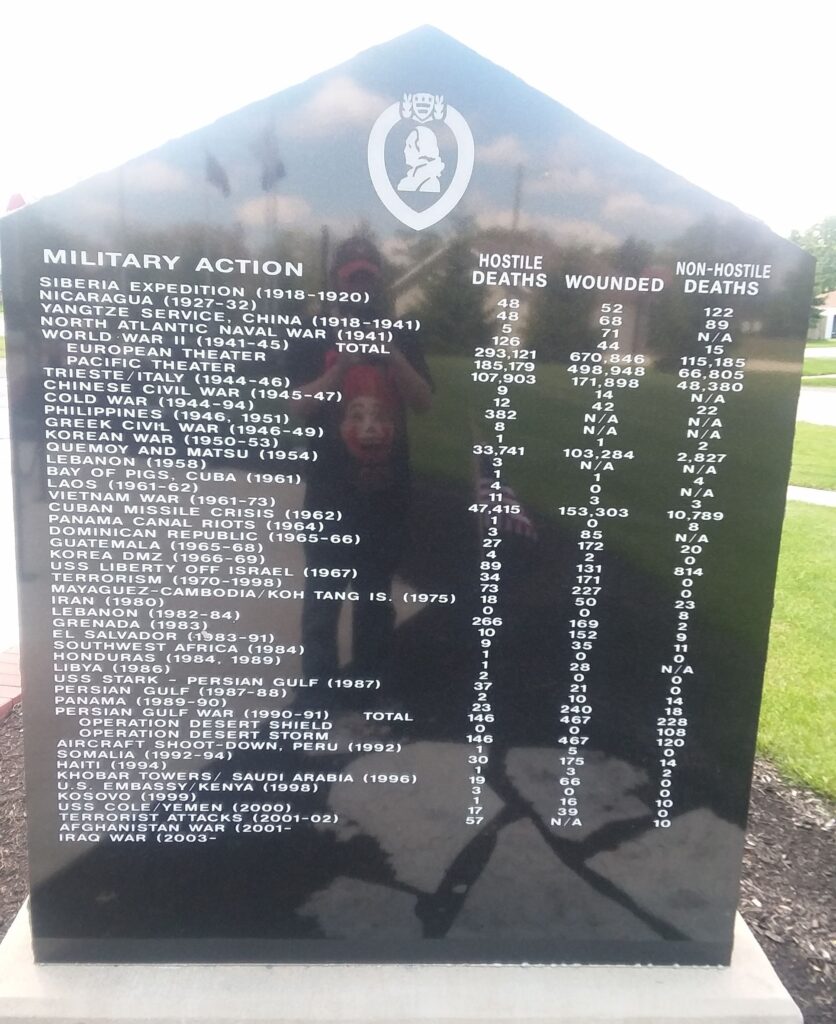 MILITARY ACTION HOSTILE DEATHS WOUNDED NON-HOSTILE DEATHS
SIBERIA EXPEDITION (1918-1920) 48 52 122
NICARAGUA (1927-32) 48 68 89
YANGTZE SERVICE, CHINA (1918-1941) 5 71 N/A
NORTH ATLANTIC NAVAL WAR (1941) 126 44 15
WORLD WAR II (1941-45) TOTAL 293,121 670,846 115,185
EUROPEAN THEATER 185,179 498,948 66,805
PACIFIC THEATER 107,903 171,898 48,380
TRIESTE/ITALY (1944-46) 9 14 N/A
CHINESE CIVIL WAR (1945-47) 12 42 22
COLD WAR (1944-94) 382 N/A N/A
PHILIPPINES (1946, 1951) 8 N/A N/A
GREEK CIVIL WAR (1946-49) 1 1 2
KOREAN WAR (1950-53) 33,741 103,284 2,827
QUEMOY AND MATSU (1954) 3 N/A N/A
LEBANON (1958) 1 1 4
BAY OF PIGS, CUBA (1961) 4 0 N/A
LAOS (1961-62) 11 3 3
VIETNAM WAR (1961-73) 47,415 153,303 10,789
CUBAN MISSILE CRISIS (1962) 1 0 8
PANAMA CANAL RIOTS (1964) 3 85 N/A
DOMINICAN REPUBLIC (1965-66) 27 172 20
GUATEMALA (1965-68) 4 2 0
KOREA DMZ (1966-69) 89 131 814
USS LIBERTY OFF ISRAEL (1967) 34 171 0
TERRORISM (1970-1998) 73 227 0
MAYAGUEZ-CAMBODIA/KOH TANG IS. (1975) 18 50 23
IRAN (1980) 0 0 8
LEBANON (1982-84) 266 169 2
GRENADA (1983) 10 152 9
EL SALVADOR (1983-91) 9 35 11
SOUTHWEST AFRICA (1984) 1 0 0
HONDURAS (1984, 1989) 1 28 N/A
LIBYA (1986) 2 0 0
USS STARK - PERSIAN GULF (1987) 37 21 0
PERSIAN GULF (1987-88) 2 10 14
PANAMA (1989-90) 23 240 18
PERSIAN GULF WAR (1990-91) TOTAL 146 467 228
OPERATION DESERT SHIELD 0 0 108
OPERATION DESERT STORM 146 467 120
AIRCRAFT SHOOT-DOWN, PERU (1992) 1 5 0
SOMALIA (1992-94) 30 175 14
HAITI (1994) 1 3 2
KHOBAR TOWERS/ SAUDI ARABIA (1996) 19 66 0
U.S. EMBASSY/KENYA (1998) 3 0 0
KOSOVO (1999) 1 16 10
USS COLE/YEMEN (2000) 17 39 0
TERRORIST ATTACKS (2001-02) 57 N/A 10
AFGHANISTAN WAR (2001-
IRAQ WAR (2003-